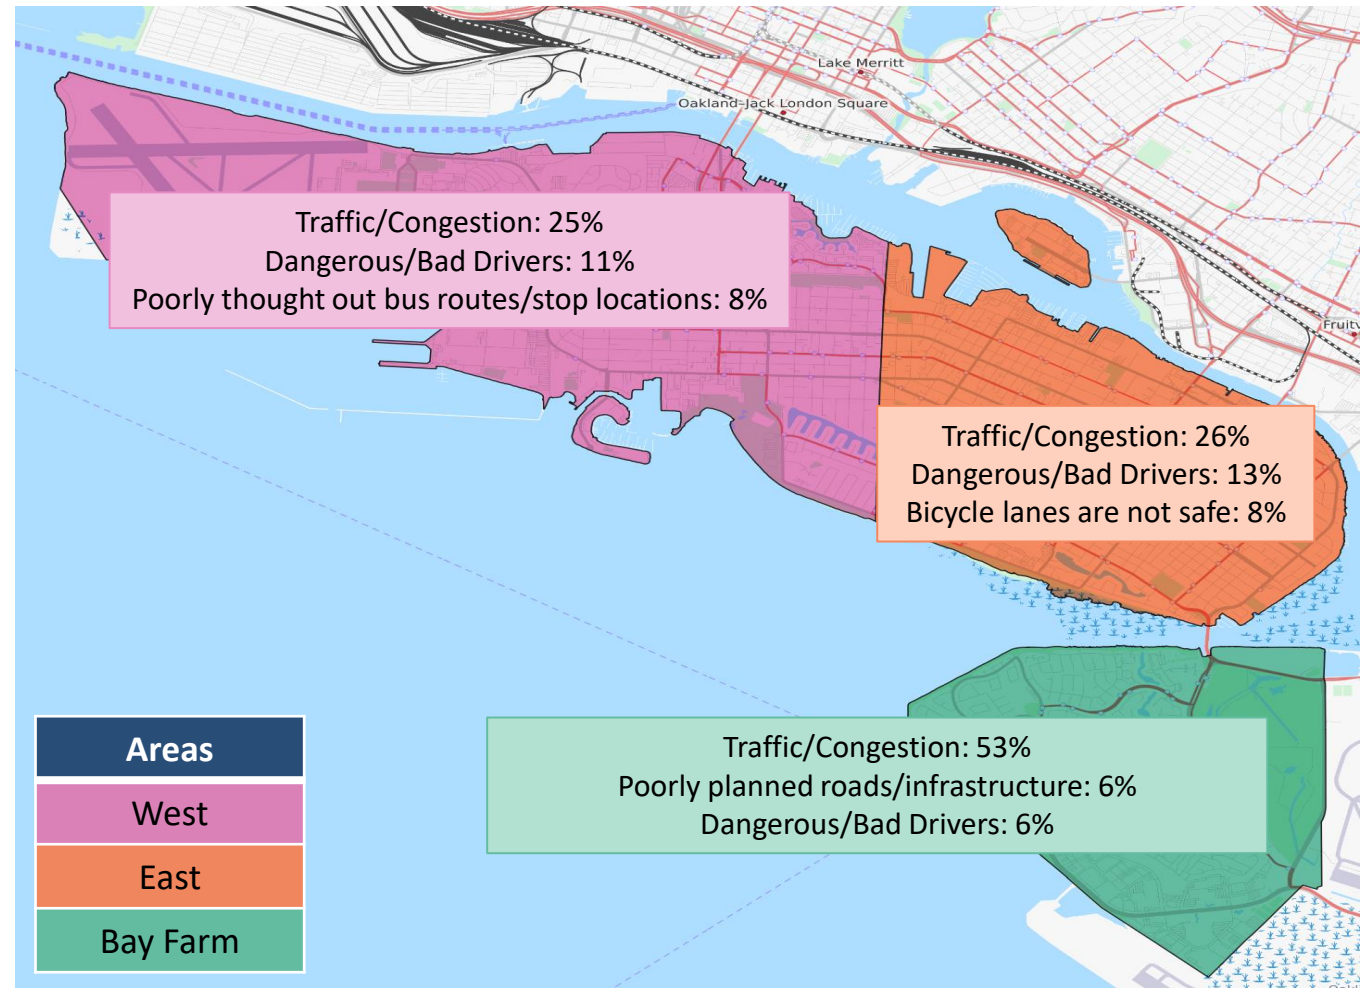 Lake Merritt
Oakland-Jack London Square
Traffic/Congestion: 25%
Dangerous/Bad Drivers: 11%
Poorly thought out bus routes/stop locations: 8%
Traffic/Congestion: 26%
Dangerous/Bad Drivers: 13%
Bicycle lanes are not safe: 8%
Traffic/Congestion: 53%
Poorly planned roads/infrastructure: 6%
Dangerous/Bad Drivers: 6%
Areas
West
East
Bay Farm